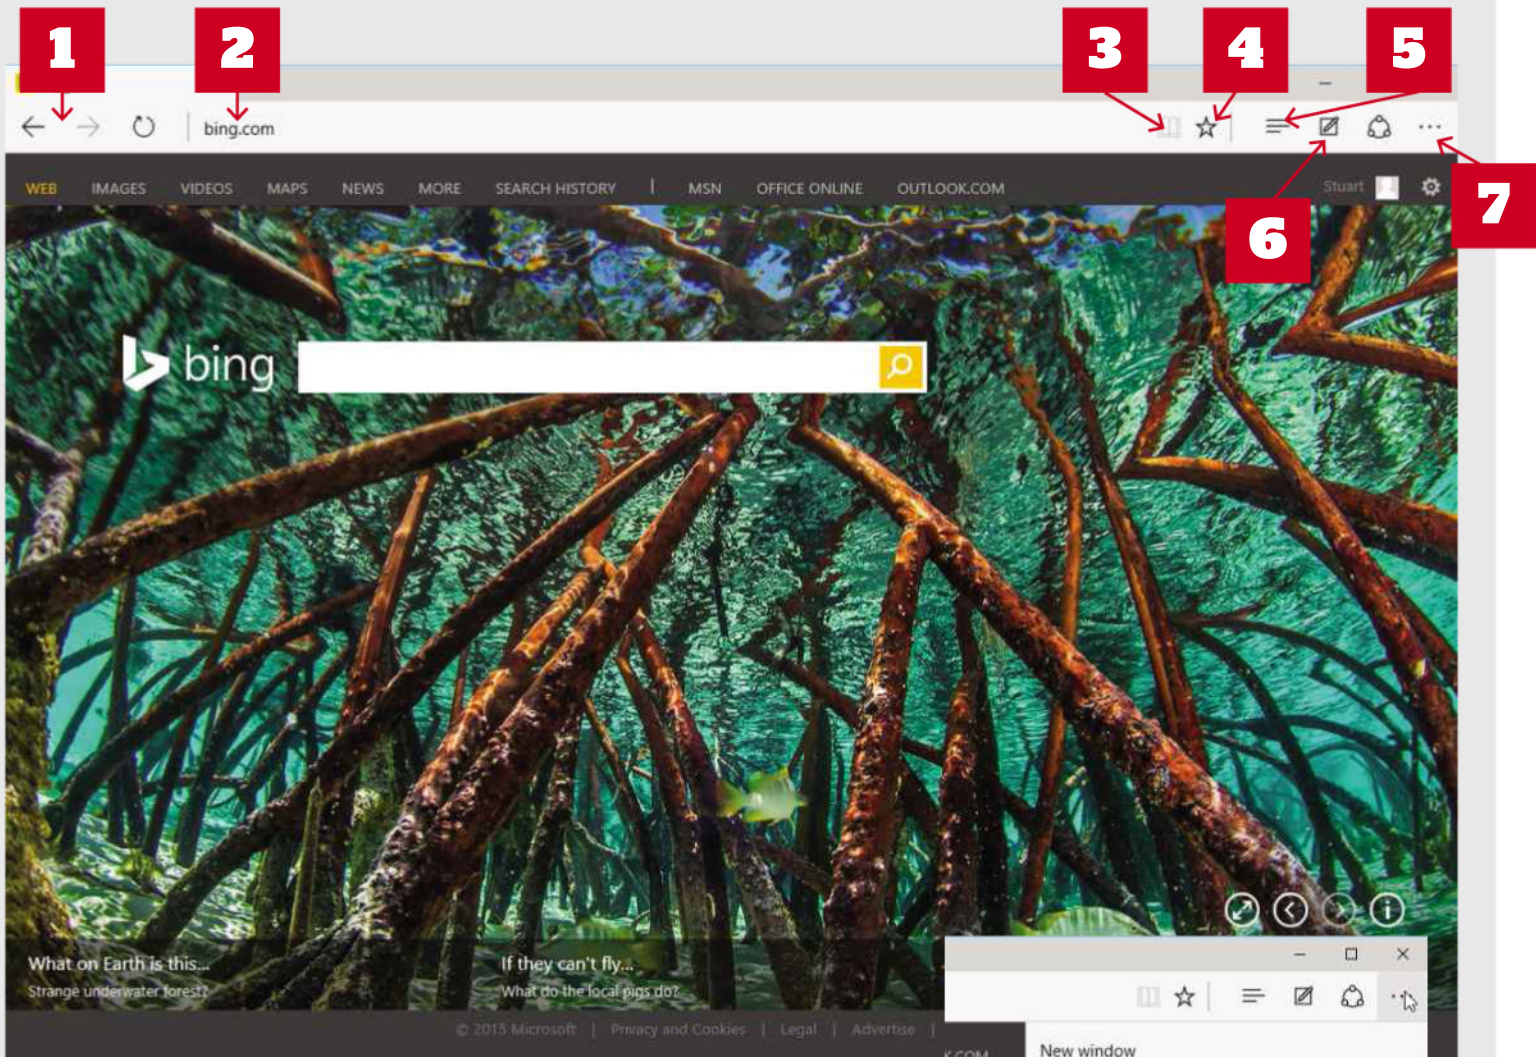 1 2 3 4 5
bing.com
WEB IMAGES VIDEOS MAPS NEWS MORE SEARCH HISTORY | MSN OFFICE ONLINE OUTLOOK.COM Stuart
7
6
bing
What on Earth is this... If they can't fly...
Strange underwater forest? What do the local pigs do?
© 2015 Microsoft | Privacy and Cookies | Legal | Advertise |
K.COM New window